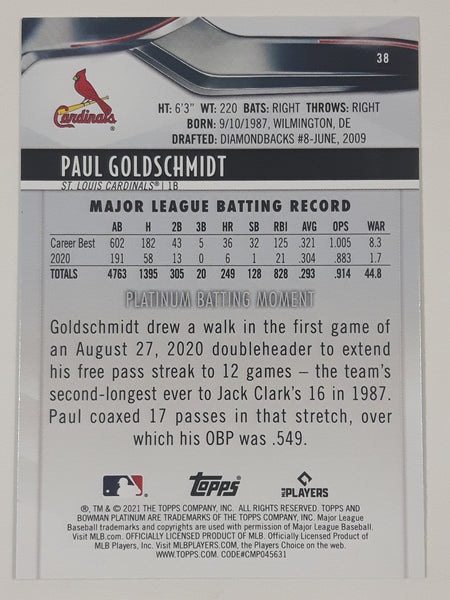 38
Cardinals
HT: 6'3" WT: 220 BATS: RIGHT THROWS: RIGHT
BORN: 9/10/1987, WILMINGTON, DE
DRAFTED: DIAMONDBACKS #8-JUNE, 2009
PAUL GOLDSCHMIDT
ST. LOUIS CARDINALS® | 1B
MAJOR LEAGUE BATTING RECORD
AB H 2B 3B HR SB RBI AVG OPS WAR
Career Best 602 182 43 5 36 32 125 .321 1.005 8.3
2020 191 58 13 0 6 1 21 .304 .883 1.7
TOTALS 4763 1395 305 20 249 128 828 .293 .914 44.8
PLATINUM BATTING MOMENT
Goldschmidt drew a walk in the first game of
an August 27, 2020 doubleheader to extend
his free pass streak to 12 games – the team's
second-longest ever to Jack Clark's 16 in 1987.
Paul coaxed 17 passes in that stretch, over
which his OBP was .549.
Topps
MLB PLAYERS
®, TM & © 2021 THE TOPPS COMPANY, INC. ALL RIGHTS RESERVED. TOPPS AND
BOWMAN PLATINUM ARE TRADEMARKS OF THE TOPPS COMPANY, INC. Major League
Baseball trademarks and copyrights are used with permission of Major League Baseball.
Visit MLB.com. OFFICIALLY LICENSED PRODUCT OF MLB. Officially Licensed Product of
MLB Players, Inc. Visit MLBPLAYERS.com, the Players Choice on the web.
WWW.TOPPS.COM. CODE#CMP045631